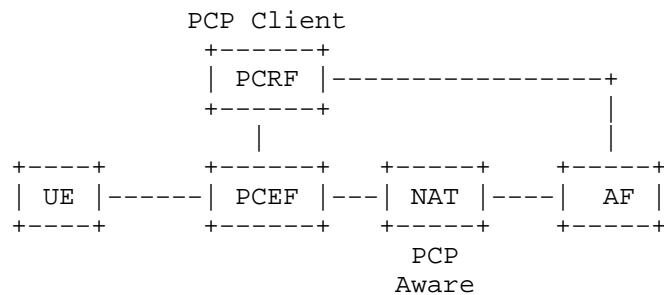 PCP Client
PCRF
UE PCEF NAT AF
PCP
Aware